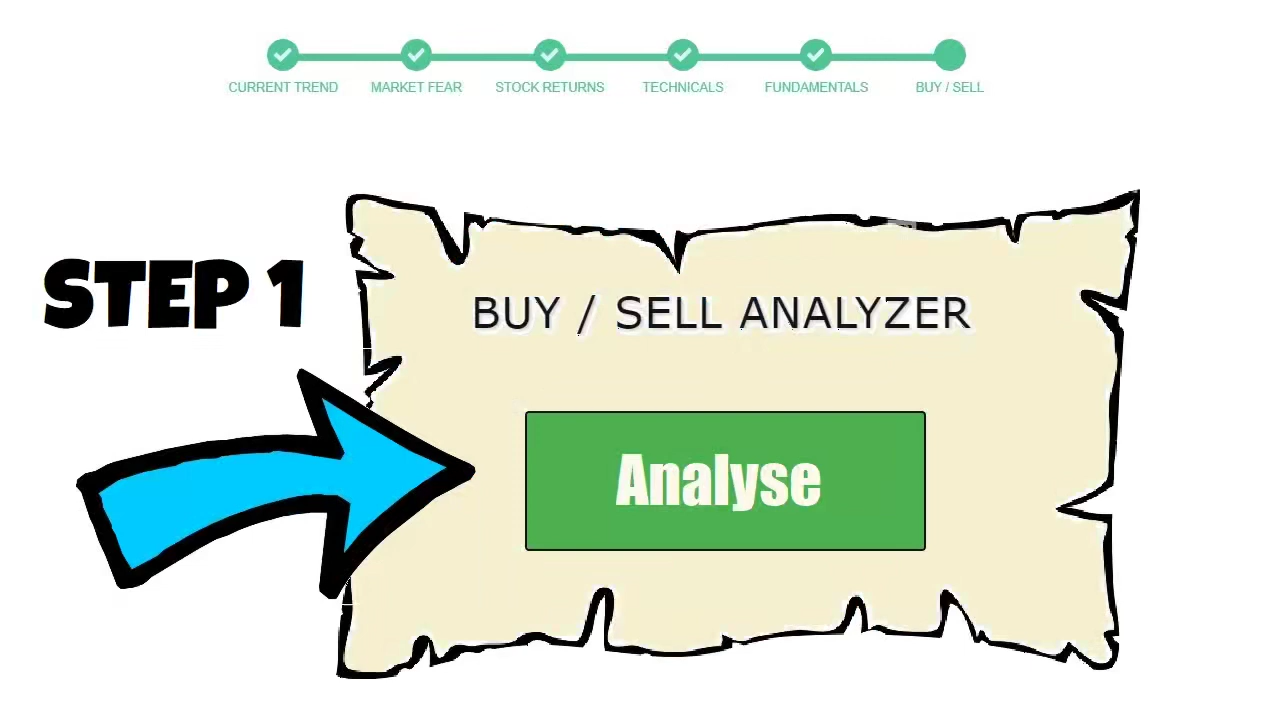 CURRENT TREND MARKET FEAR STOCK RETURNS TECHNICALS FUNDAMENTALS BUY / SELL
STEP 1
BUY / SELL ANALYZER
Analyse